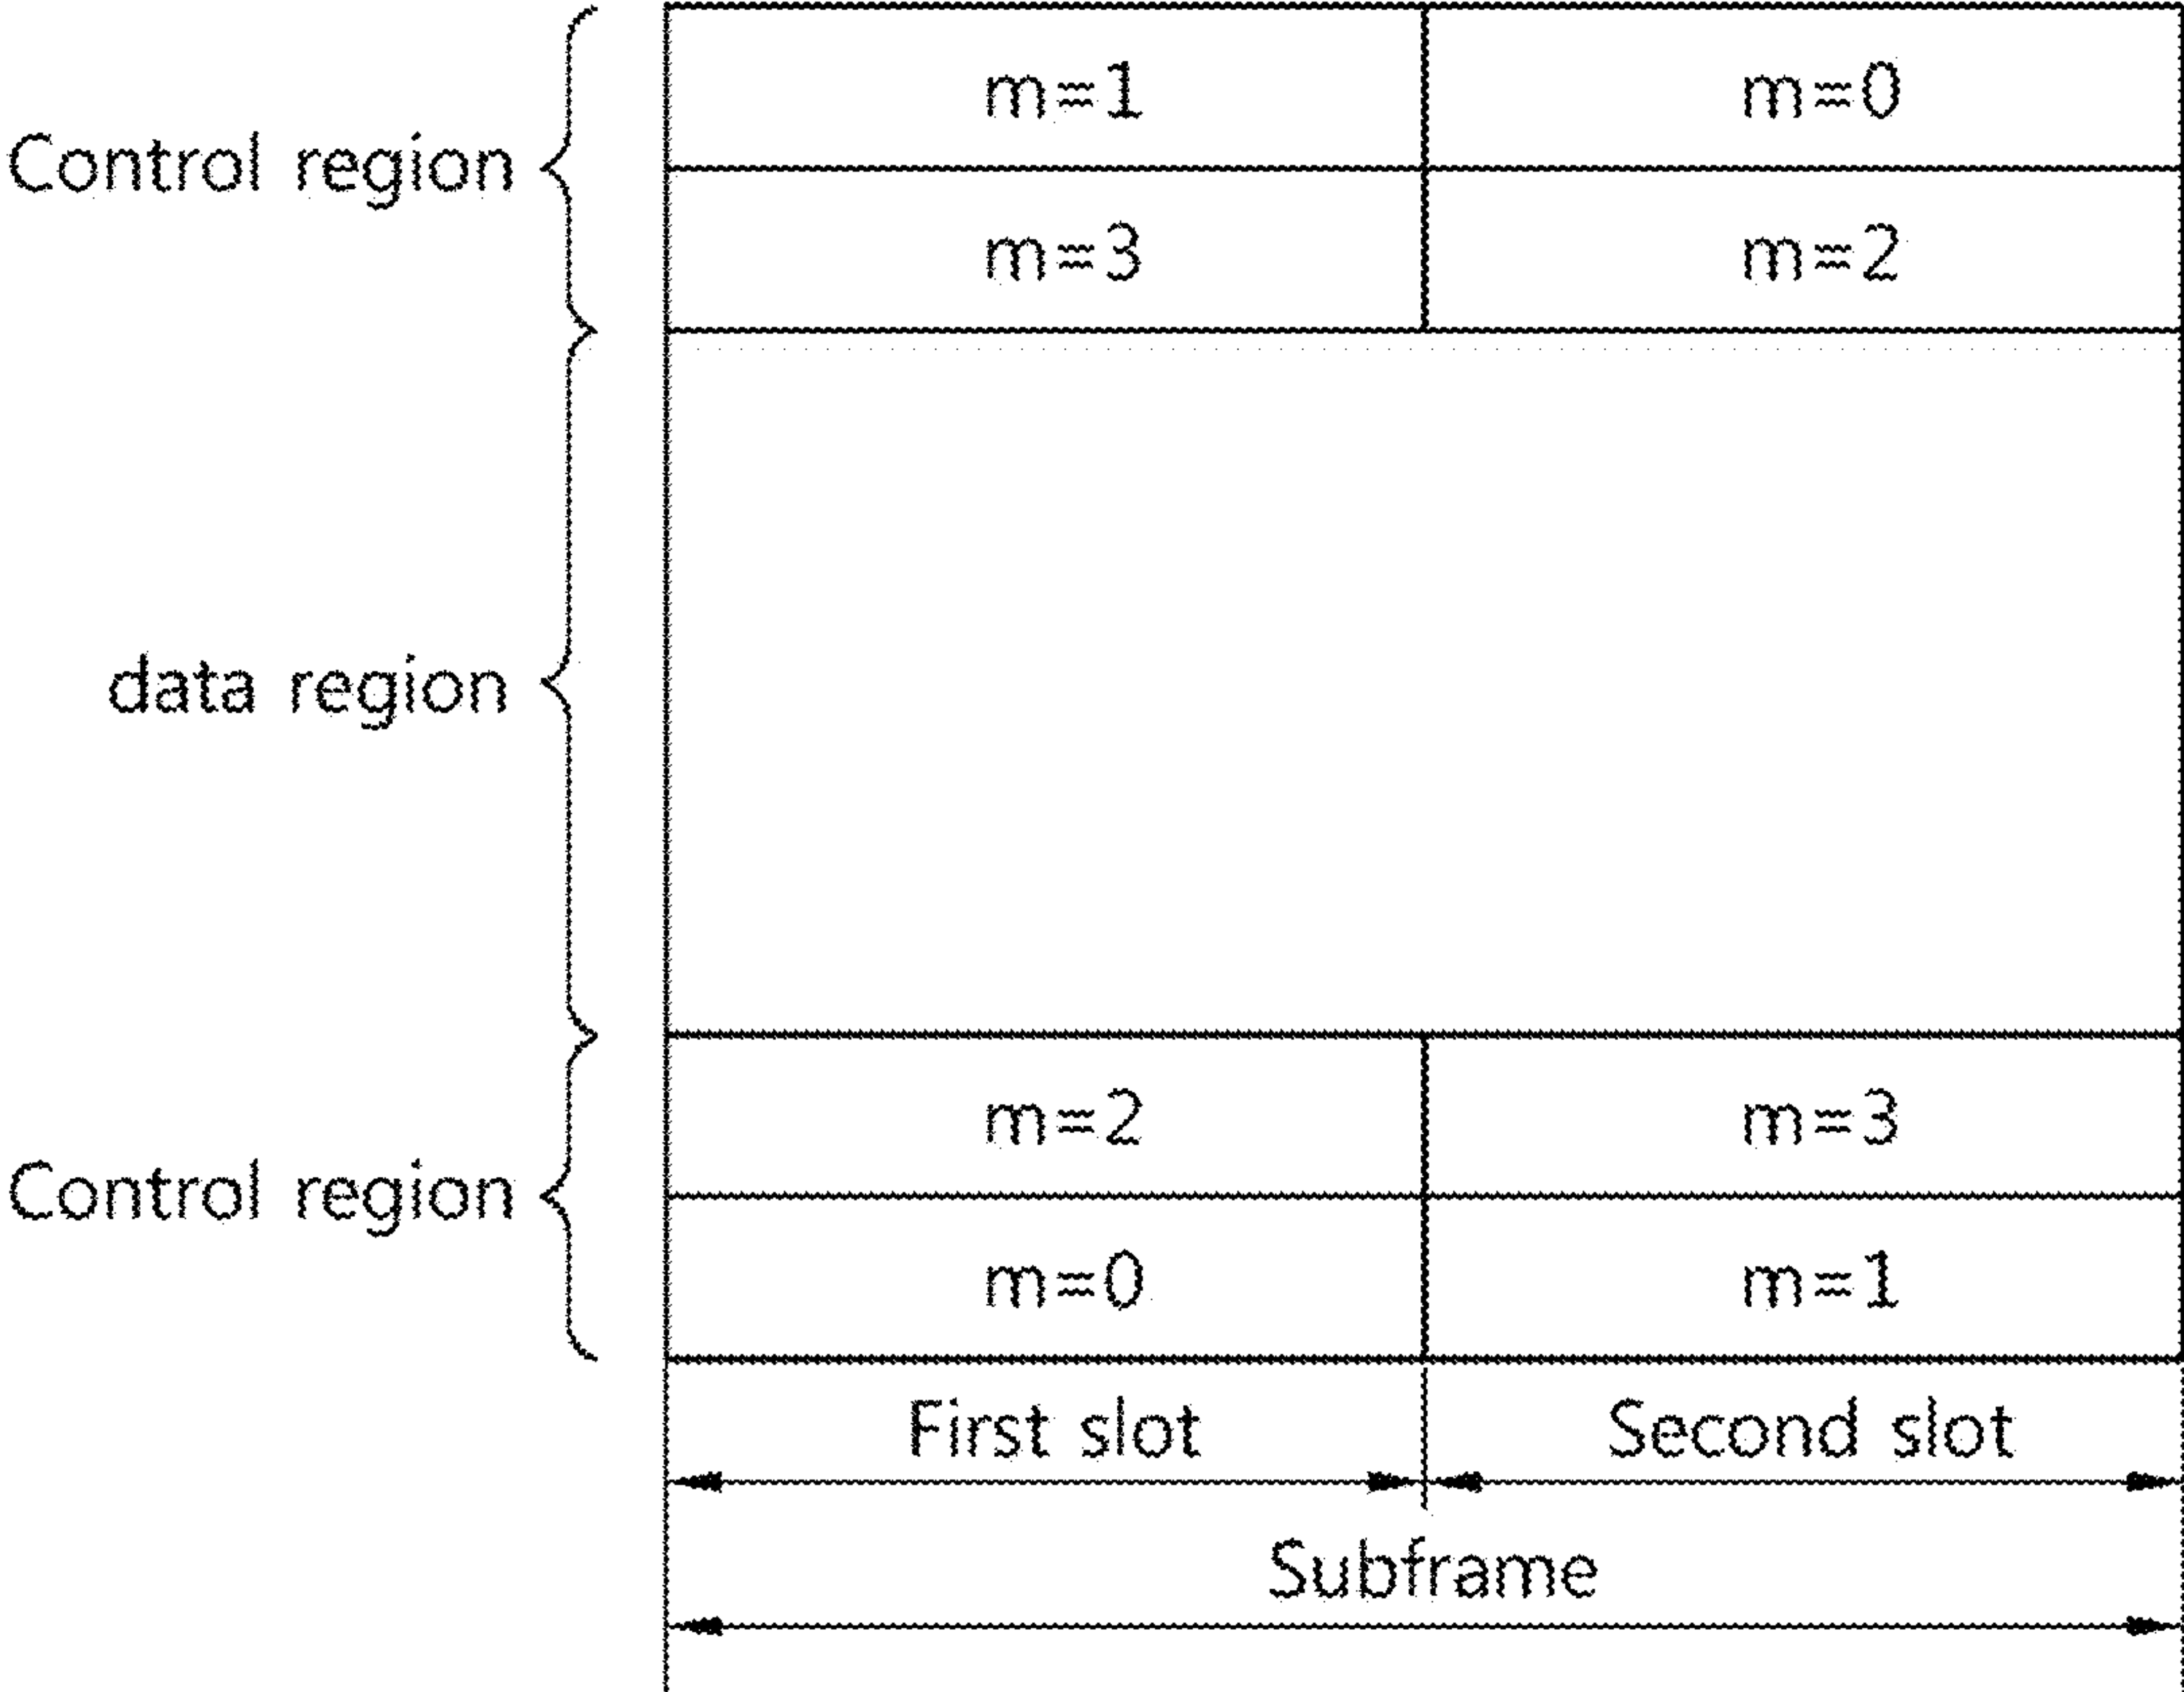 m=1 m=0
Control region
m=3 m=2
data region
m=2 m=3
Control region
m=0 m=1
First slot Second slot
Subframe